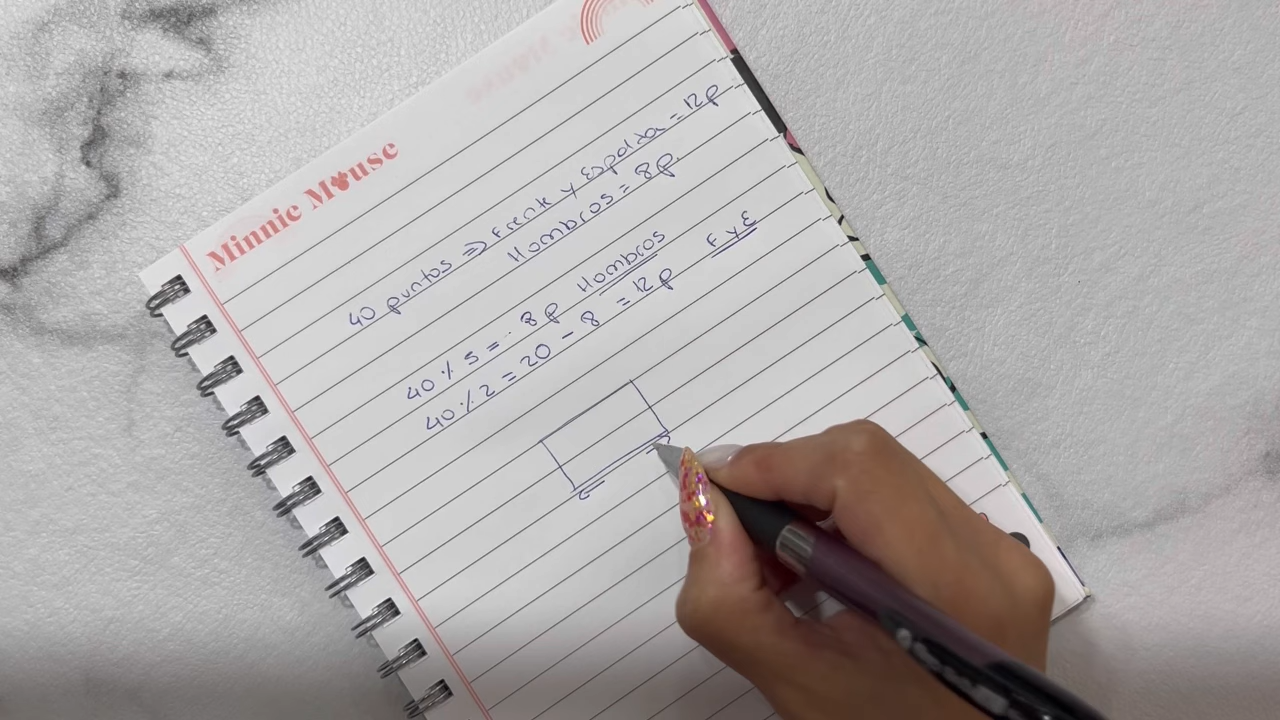 Minnie Mouse
40 puntos => Frente y Espalda = 12p
Hombros = 8p
40 ٪ 5 = 8p Hombros
40 ٪ 2 = 20 - 8 = 12p F y E